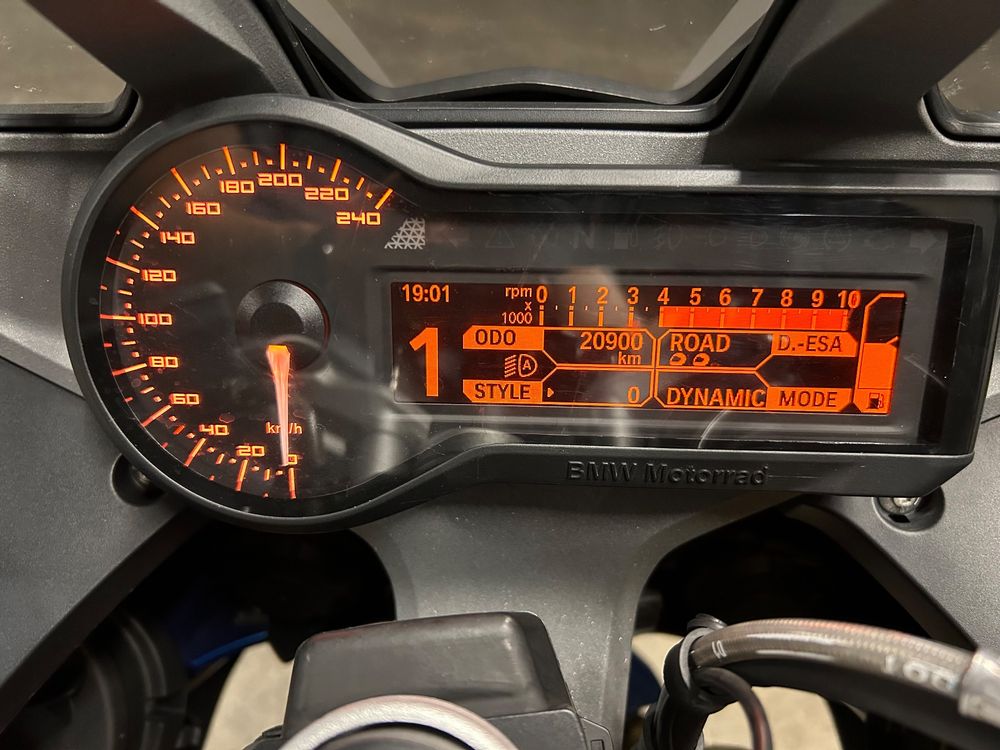 240
220
200
180
160
140
120
100
80
60
40
20
0
km/h
19:01
rpm x 1000
0 1 2 3 4 5 6 7 8 9 10
1
ODO 20900 km
ROAD D.-ESA
A
STYLE 0
DYNAMIC MODE
BMW Motorrad